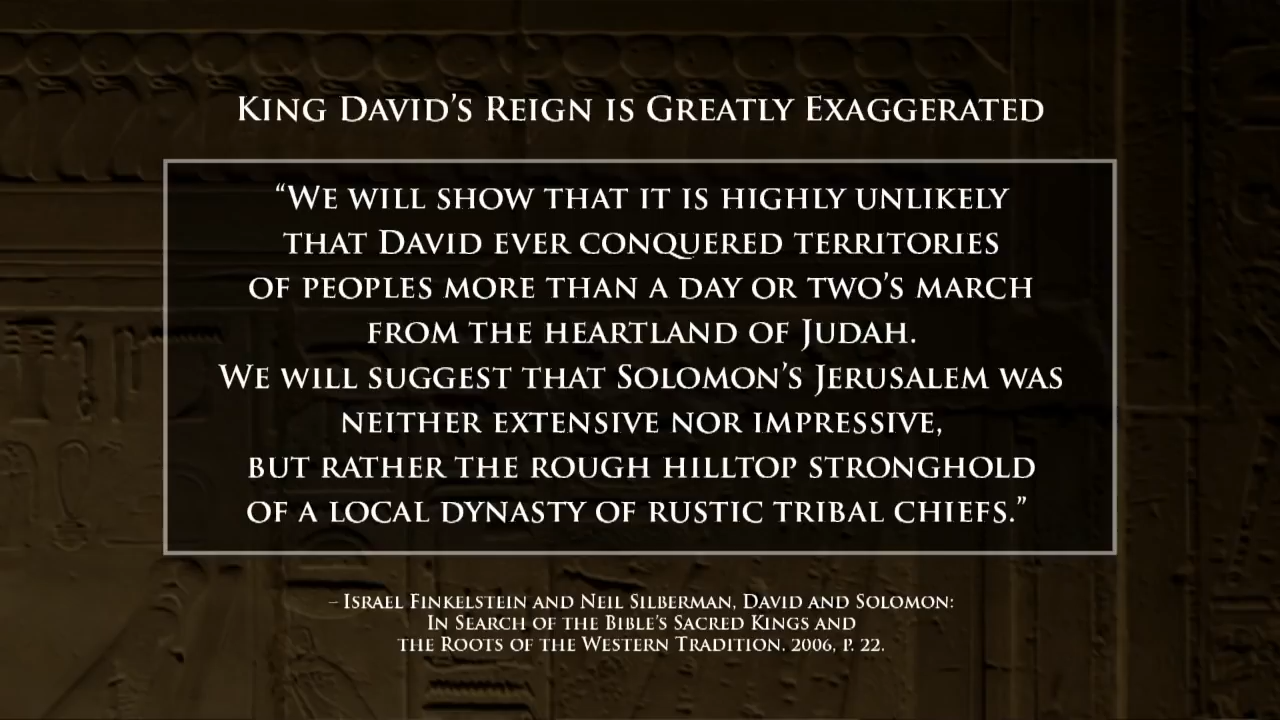 King David’s Reign is Greatly Exaggerated
“We will show that it is highly unlikely
that David ever conquered territories
of peoples more than a day or two’s march
from the heartland of Judah.
We will suggest that Solomon’s Jerusalem was
neither extensive nor impressive,
but rather the rough hilltop stronghold
of a local dynasty of rustic tribal chiefs.”
– Israel Finkelstein and Neil Silberman, David and Solomon:
In Search of the Bible’s Sacred Kings and
the Roots of the Western Tradition. 2006, p. 22.